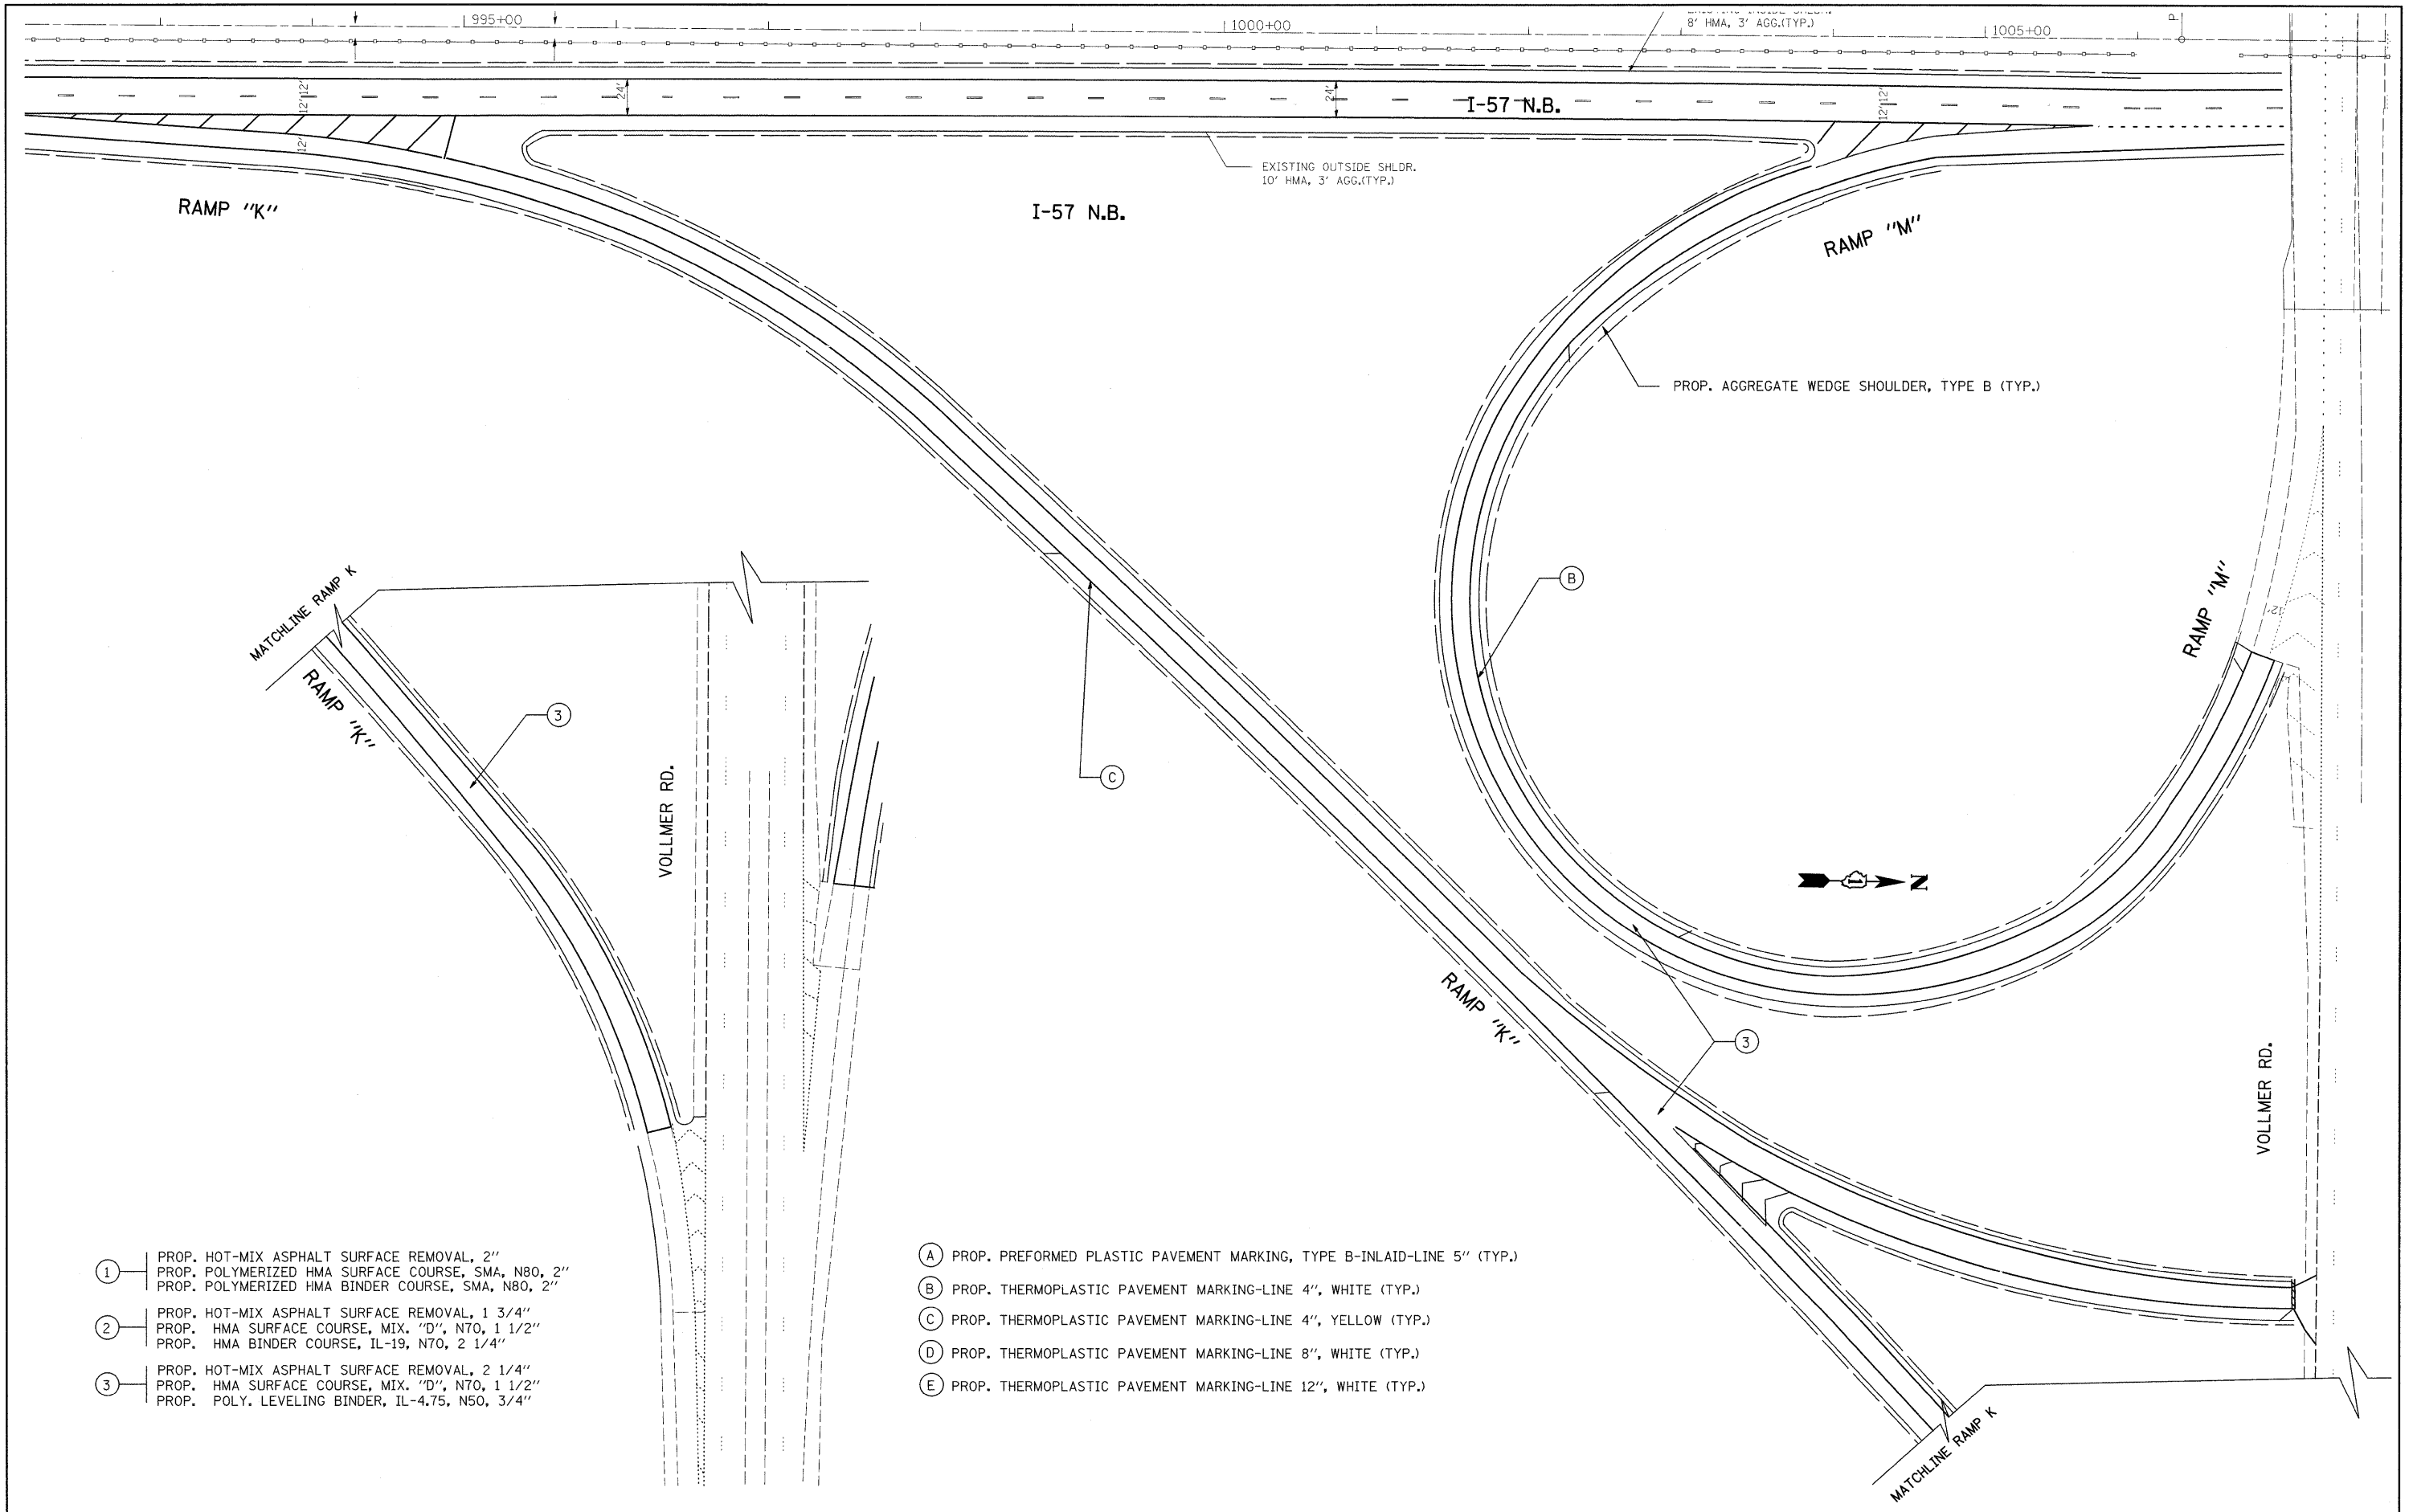 995+00
1000+00
8' HMA, 3' AGG.(TYP.)
1005+00
P
12' 12'
24'
24'
I-57 N.B.
12' 12'
12'
EXISTING OUTSIDE SHLDR.
10' HMA, 3' AGG.(TYP.)
RAMP "K"
I-57 N.B.
RAMP "M"
PROP. AGGREGATE WEDGE SHOULDER, TYPE B (TYP.)
B
MATCHLINE RAMP K
RAMP "M"
12'
RAMP "K"
3
C
VOLLMER RD.
N
RAMP "K"
3
VOLLMER RD.
1 PROP. HOT-MIX ASPHALT SURFACE REMOVAL, 2"
PROP. POLYMERIZED HMA SURFACE COURSE, SMA, N80, 2"
PROP. POLYMERIZED HMA BINDER COURSE, SMA, N80, 2"
2 PROP. HOT-MIX ASPHALT SURFACE REMOVAL, 1 3/4"
PROP. HMA SURFACE COURSE, MIX. "D", N70, 1 1/2"
PROP. HMA BINDER COURSE, IL-19, N70, 2 1/4"
3 PROP. HOT-MIX ASPHALT SURFACE REMOVAL, 2 1/4"
PROP. HMA SURFACE COURSE, MIX. "D", N70, 1 1/2"
PROP. POLY. LEVELING BINDER, IL-4.75, N50, 3/4"
A PROP. PREFORMED PLASTIC PAVEMENT MARKING, TYPE B-INLAID-LINE 5" (TYP.)
B PROP. THERMOPLASTIC PAVEMENT MARKING-LINE 4", WHITE (TYP.)
C PROP. THERMOPLASTIC PAVEMENT MARKING-LINE 4", YELLOW (TYP.)
D PROP. THERMOPLASTIC PAVEMENT MARKING-LINE 8", WHITE (TYP.)
E PROP. THERMOPLASTIC PAVEMENT MARKING-LINE 12", WHITE (TYP.)
MATCHLINE RAMP K